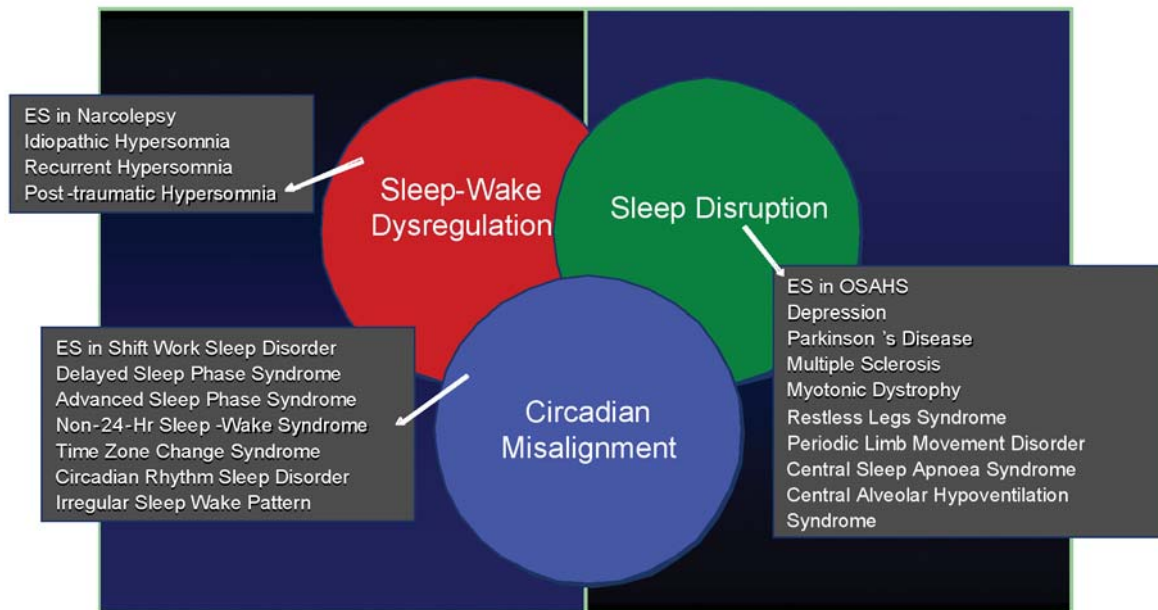 ES in Narcolepsy
Idiopathic Hypersomnia
Recurrent Hypersomnia
Post-traumatic Hypersomnia
Sleep-Wake
Dysregulation
Sleep Disruption
ES in OSAHS
Depression
Parkinson 's Disease
Multiple Sclerosis
Myotonic Dystrophy
Restless Legs Syndrome
Periodic Limb Movement Disorder
Central Sleep Apnoea Syndrome
Central Alveolar Hypoventilation
Syndrome
ES in Shift Work Sleep Disorder
Delayed Sleep Phase Syndrome
Advanced Sleep Phase Syndrome
Non-24-Hr Sleep -Wake Syndrome
Time Zone Change Syndrome
Circadian Rhythm Sleep Disorder
Irregular Sleep Wake Pattern
Circadian
Misalignment